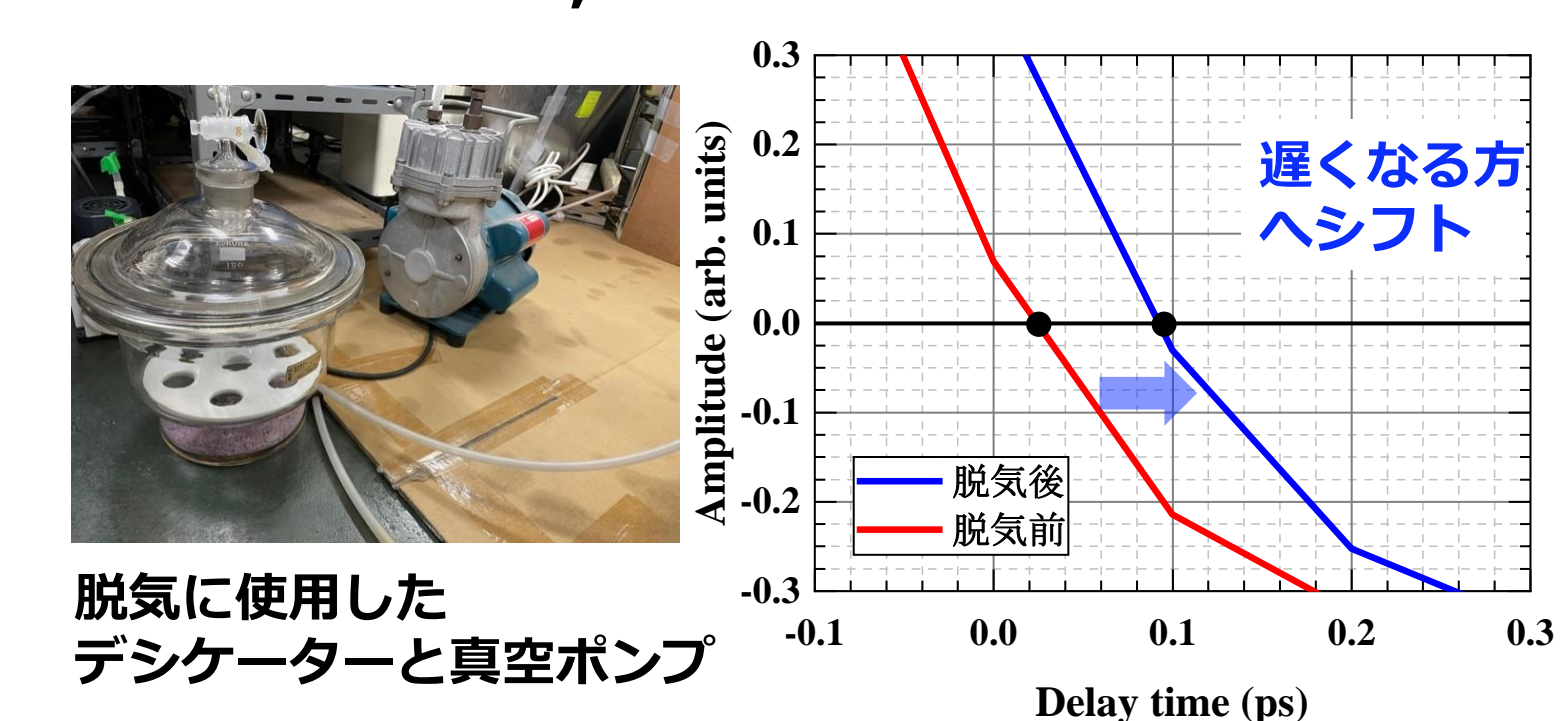 脱気に使用した
デシケーターと真空ポンプ
Amplitude (arb. units)
0.3
0.2
0.1
0.0
-0.1
-0.2
-0.3
遅くなる方
へシフト
脱気後
脱気前
-0.1 0.0 0.1 0.2 0.3
Delay time (ps)